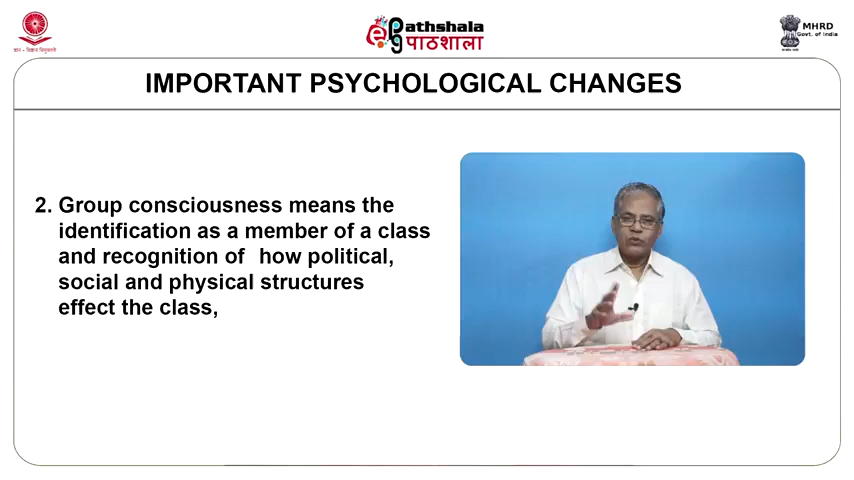 ePathshala
पाठशाला
MHRD
Govt. of India
IMPORTANT PSYCHOLOGICAL CHANGES
2. Group consciousness means the
identification as a member of a class
and recognition of how political,
social and physical structures
effect the class,